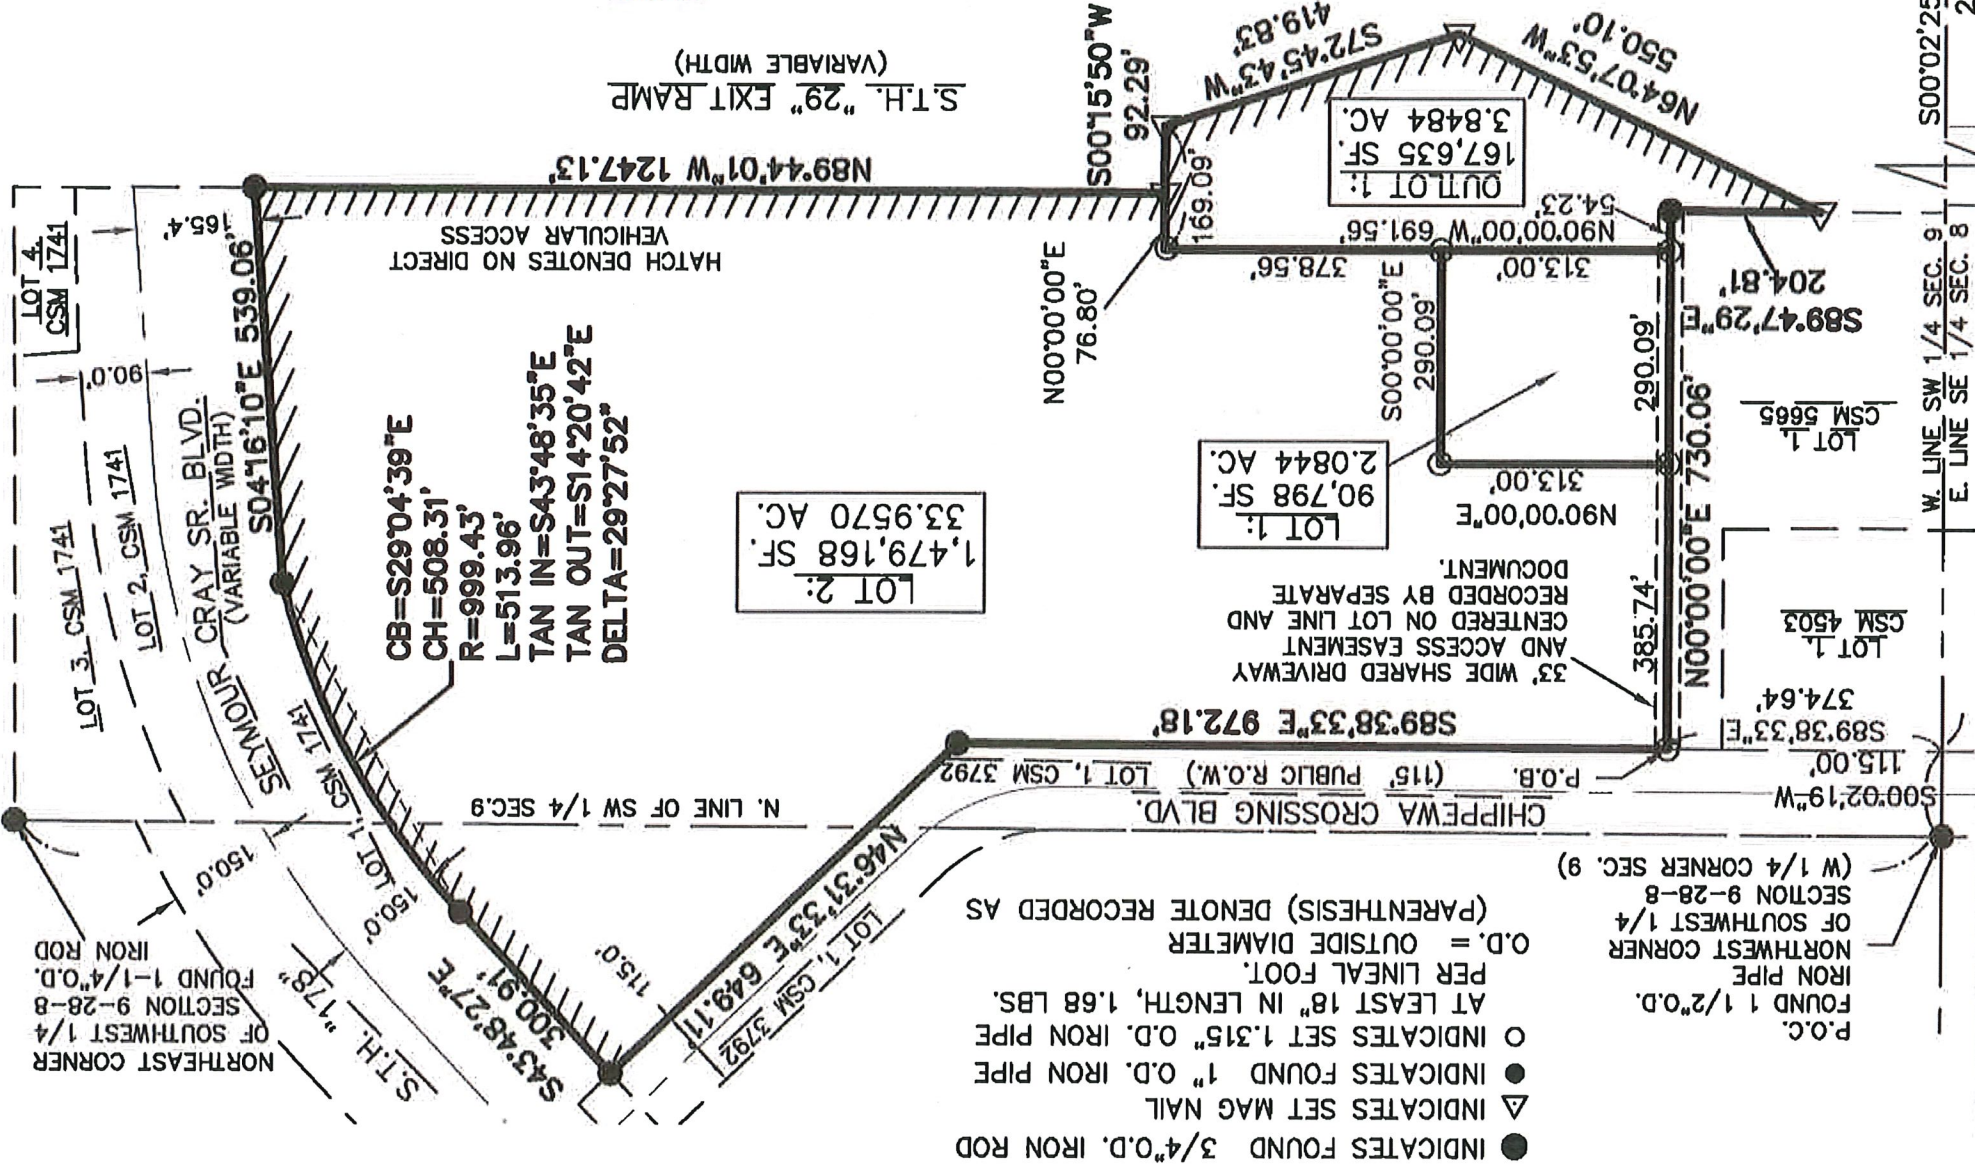 INDICATES FOUND 3/4"O.D. IRON ROD
INDICATES SET MAG NAIL
INDICATES FOUND 1" O.D. IRON PIPE
INDICATES SET 1.315" O.D. IRON PIPE
AT LEAST 18" IN LENGTH, 1.68 LBS.
PER LINEAL FOOT.
O.D. = OUTSIDE DIAMETER
(PARENTHESIS) DENOTE RECORDED AS
P.O.C.
FOUND 1 1/2"O.D.
IRON PIPE
NORTHWEST CORNER
OF SOUTHWEST 1/4
SECTION 9-28-8
(W 1/4 CORNER SEC. 9)
NORTHEAST CORNER
OF SOUTHWEST 1/4
SECTION 9-28-8
FOUND 1-1/4"O.D.
IRON ROD
S.T.H. "178"
S43°48'27"E
300.91'
115.0'
150.0'
150.0'
N46°31'33"E 649.11'
LOT 1, CSM 3792
CHIPPEWA CROSSING BLVD.
(115' PUBLIC R.O.W.)
LOT 1, CSM 3792
P.O.B.
N. LINE OF SW 1/4 SEC.9
S00°02'19"W
115.00'
S89°38'33"E
374.64'
S89°38'33"E 972.18'
LOT 1,
CSM 4503
33' WIDE SHARED DRIVEWAY
AND ACCESS EASEMENT
CENTERED ON LOT LINE AND
RECORDED BY SEPARATE
DOCUMENT.
385.74'
N00°00'00"E 730.06'
N90°00'00"E
313.00'
LOT 1:
90,798 SF.
2.0844 AC.
LOT 2:
1,479,168 SF.
33.9570 AC.
CB=S29°04'39"E
CH=508.31'
R=999.43'
L=513.96'
TAN IN=S43°48'35"E
TAN OUT=S14°20'42"E
DELTA=29°27'52"
15 LOT 1, CSM 1741
SEYMOUR CRAY SR. BLVD.
(VARIABLE WIDTH)
LOT 2, CSM 1741
LOT 3, CSM 1741
LOT 4,
CSM 1741
90.0'
165.4'
S04°16'10"E 539.06'
LOT 1,
CSM 5665
290.09'
S00°00'00"E
290.09'
S89°47'29"E
204.81'
313.00'
378.56'
N90°00'00"W 691.56'
54.23'
N00°00'00"E
76.80'
169.09'
HATCH DENOTES NO DIRECT
VEHICULAR ACCESS
N89°44'01"W 1247.13'
OUTLOT 1:
167,635 SF.
3.8484 AC.
S00°15'50"W
92.29'
S72°45'43"W
419.83'
N64°07'53"W
550.10'
S.T.H. "29" EXIT RAMP
(VARIABLE WIDTH)
W. LINE SW 1/4 SEC. 9
E. LINE SE 1/4 SEC. 8
S00°02'25
2